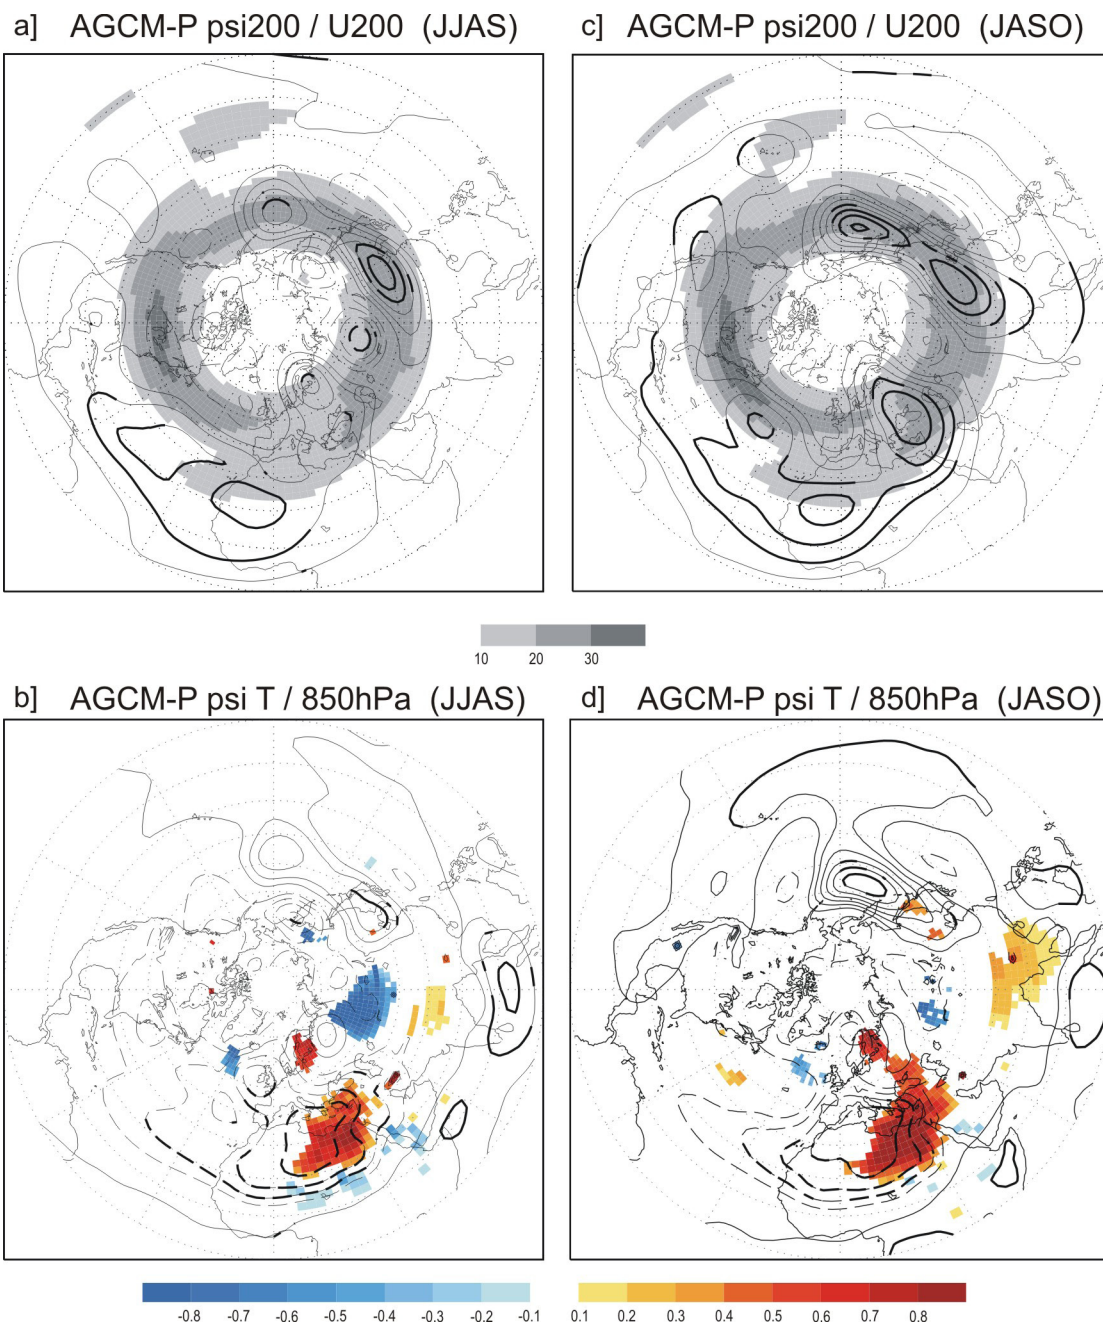 a] AGCM-P psi200 / U200 (JJAS)
c] AGCM-P psi200 / U200 (JASO)
10 20 30
b] AGCM-P psi T / 850hPa (JJAS)
d] AGCM-P psi T / 850hPa (JASO)
-0.8 -0.7 -0.6 -0.5 -0.4 -0.3 -0.2 -0.1
0.1 0.2 0.3 0.4 0.5 0.6 0.7 0.8